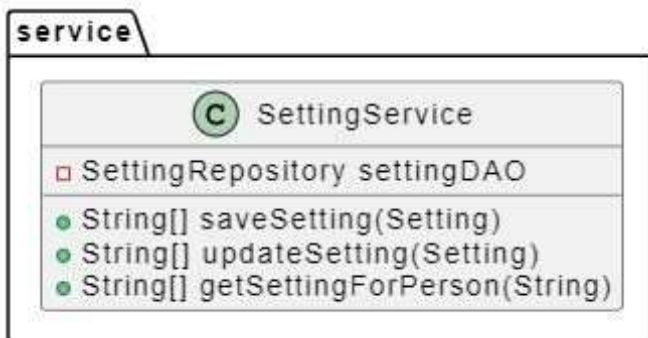 service
C SettingService
SettingRepository settingDAO
String[] saveSetting(Setting)
String[] updateSetting(Setting)
String[] getSettingForPerson(String)